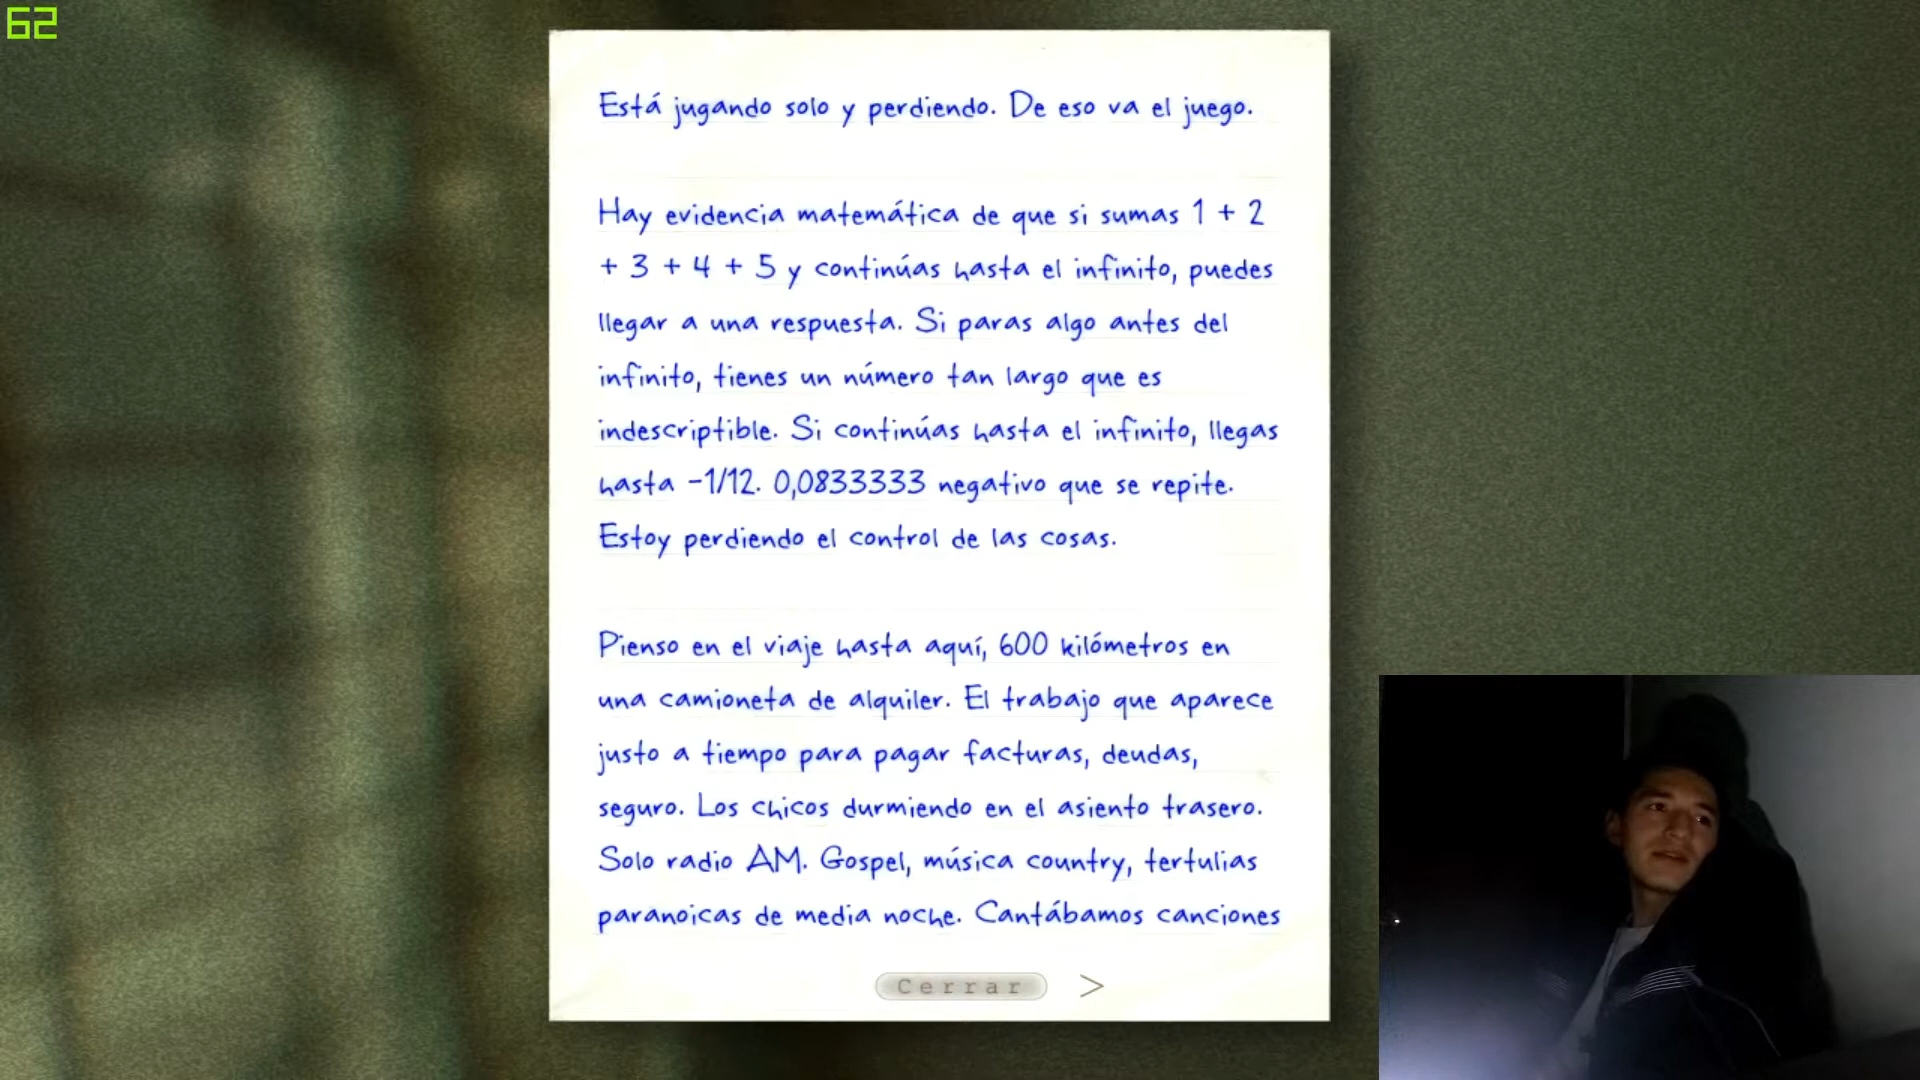 62
Está jugando solo y perdiendo. De eso va el juego.
Hay evidencia matemática de que si sumas 1 + 2
+ 3 + 4 + 5 y continúas hasta el infinito, puedes
llegar a una respuesta. Si paras algo antes del
infinito, tienes un número tan largo que es
indescriptible. Si continúas hasta el infinito, llegas
hasta -1/12. 0,0833333 negativo que se repite.
Estoy perdiendo el control de las cosas.
Pienso en el viaje hasta aquí, 600 kilómetros en
una camioneta de alquiler. El trabajo que aparece
justo a tiempo para pagar facturas, deudas,
seguro. Los chicos durmiendo en el asiento trasero.
Solo radio AM. Gospel, música country, tertulias
paranoicas de media noche. Cantábamos canciones
Cerrar >